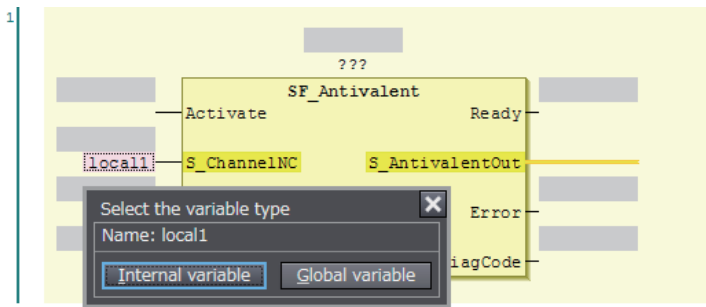 1
???
SF_Antivalent
Activate
Ready
local1
S_ChannelNC
S_AntivalentOut
Select the variable type
Name: local1
Internal variable
Global variable
Error
iagCode